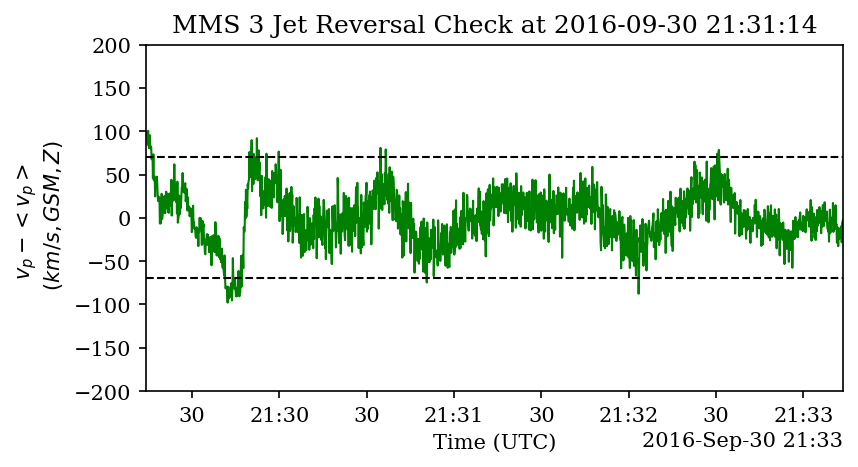 MMS 3 Jet Reversal Check at 2016-09-30 21:31:14
200
150
100
50
0
−50
−100
−150
−200
v_p − < v_p >
(km/s, GSM, Z)
30 21:30 30 21:31 30 21:32 30 21:33
Time (UTC) 2016-Sep-30 21:33